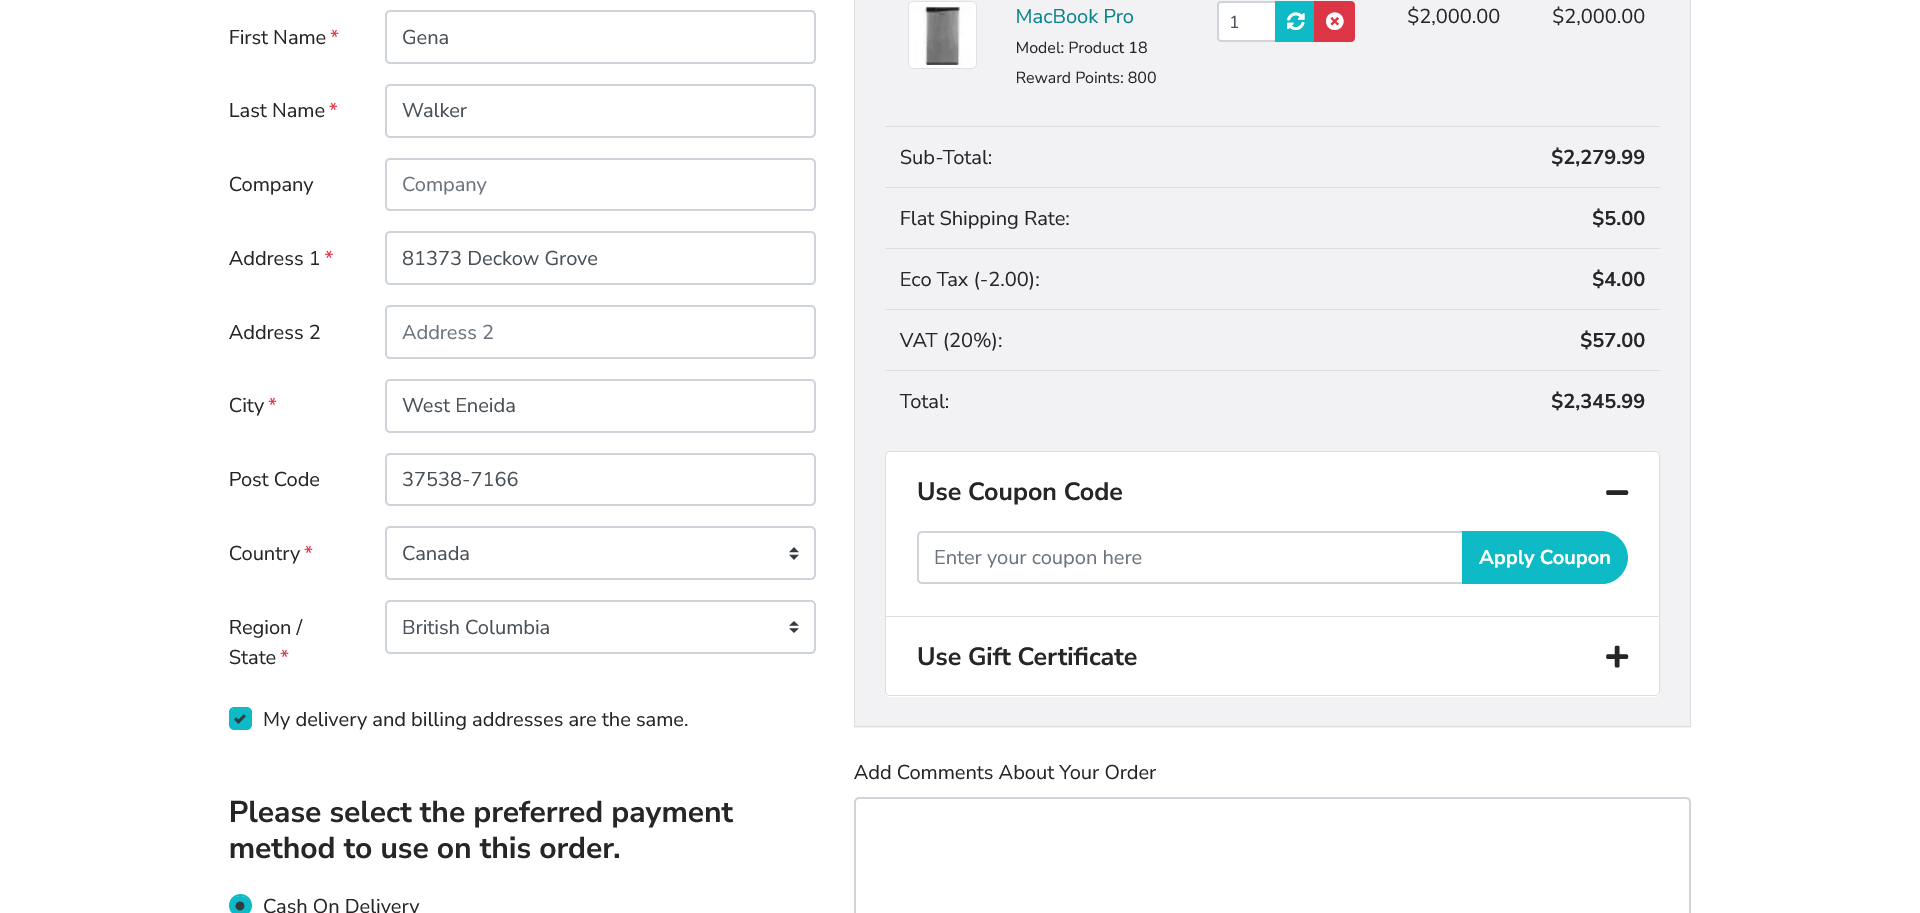 First Name *
Gena
Last Name *
Walker
Company
Company
Address 1 *
81373 Deckow Grove
Address 2
Address 2
City *
West Eneida
Post Code
37538-7166
Country *
Canada
Region /
State *
British Columbia
My delivery and billing addresses are the same.
Please select the preferred payment
method to use on this order.
Cash On Delivery
MacBook Pro
Model: Product 18
Reward Points: 800
1
$2,000.00
$2,000.00
Sub-Total: $2,279.99
Flat Shipping Rate: $5.00
Eco Tax (-2.00): $4.00
VAT (20%): $57.00
Total: $2,345.99
Use Coupon Code
Enter your coupon here
Apply Coupon
Use Gift Certificate
Add Comments About Your Order